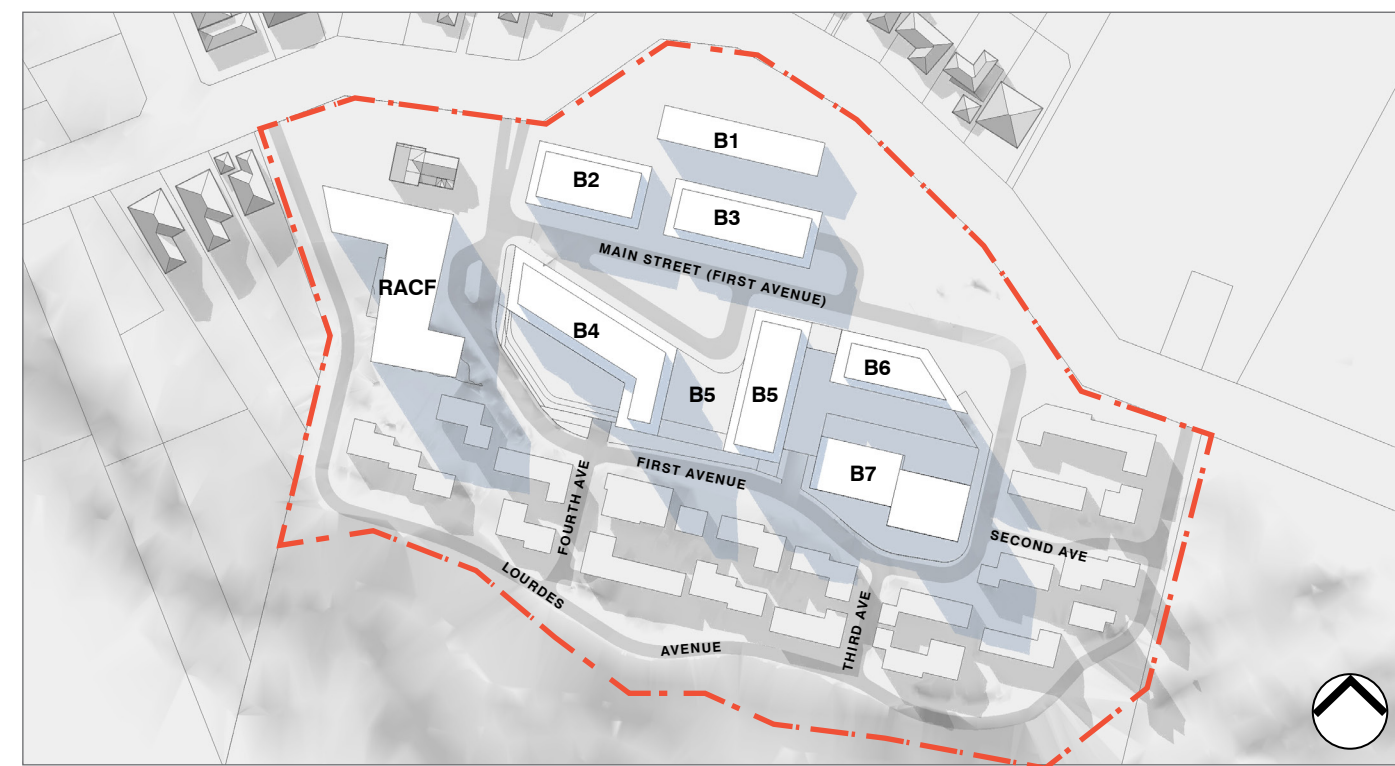 B1
B2
B3
MAIN STREET (FIRST AVENUE)
RACF
B4
B6
B5
B5
B7
FIRST AVENUE
FOURTH AVE
SECOND AVE
LOURDES
AVENUE
THIRD AVE